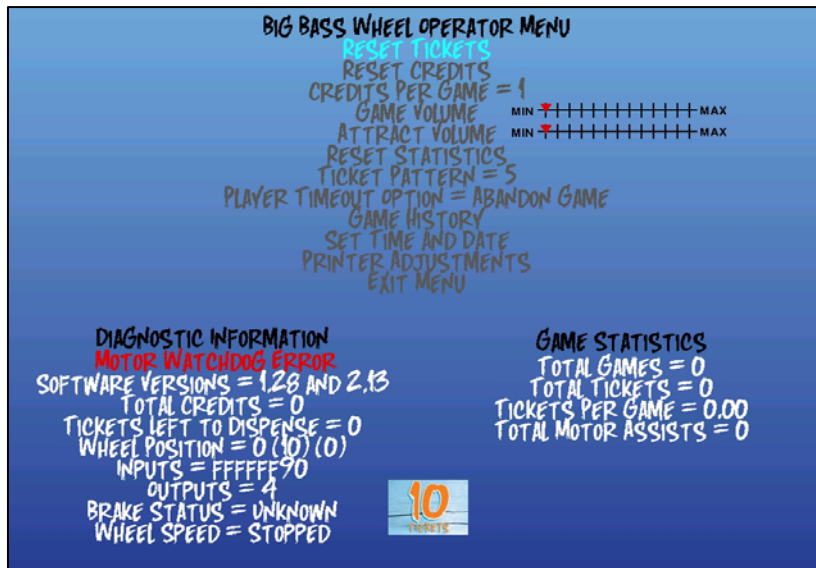 BIG BASS WHEEL OPERATOR MENU
RESET TICKETS
RESET CREDITS
CREDITS PER GAME = 1
GAME VOLUME MIN MAX
ATTRACT VOLUME MIN MAX
RESET STATISTICS
TICKET PATTERN = 5
PLAYER TIMEOUT OPTION = ABANDON GAME
GAME HISTORY
SET TIME AND DATE
PRINTER ADJUSTMENTS
EXIT MENU
DIAGNOSTIC INFORMATION
MOTOR WATCHDOG ERROR
SOFTWARE VERSIONS = 1.28 AND 2.13
TOTAL CREDITS = 0
TICKETS LEFT TO DISPENSE = 0
WHEEL POSITION = 0 (10) (0)
INPUTS = FFFFFF90
OUTPUTS = 4
BRAKE STATUS = UNKNOWN
WHEEL SPEED = STOPPED
10
TICKETS
GAME STATISTICS
TOTAL GAMES = 0
TOTAL TICKETS = 0
TICKETS PER GAME = 0.00
TOTAL MOTOR ASSISTS = 0